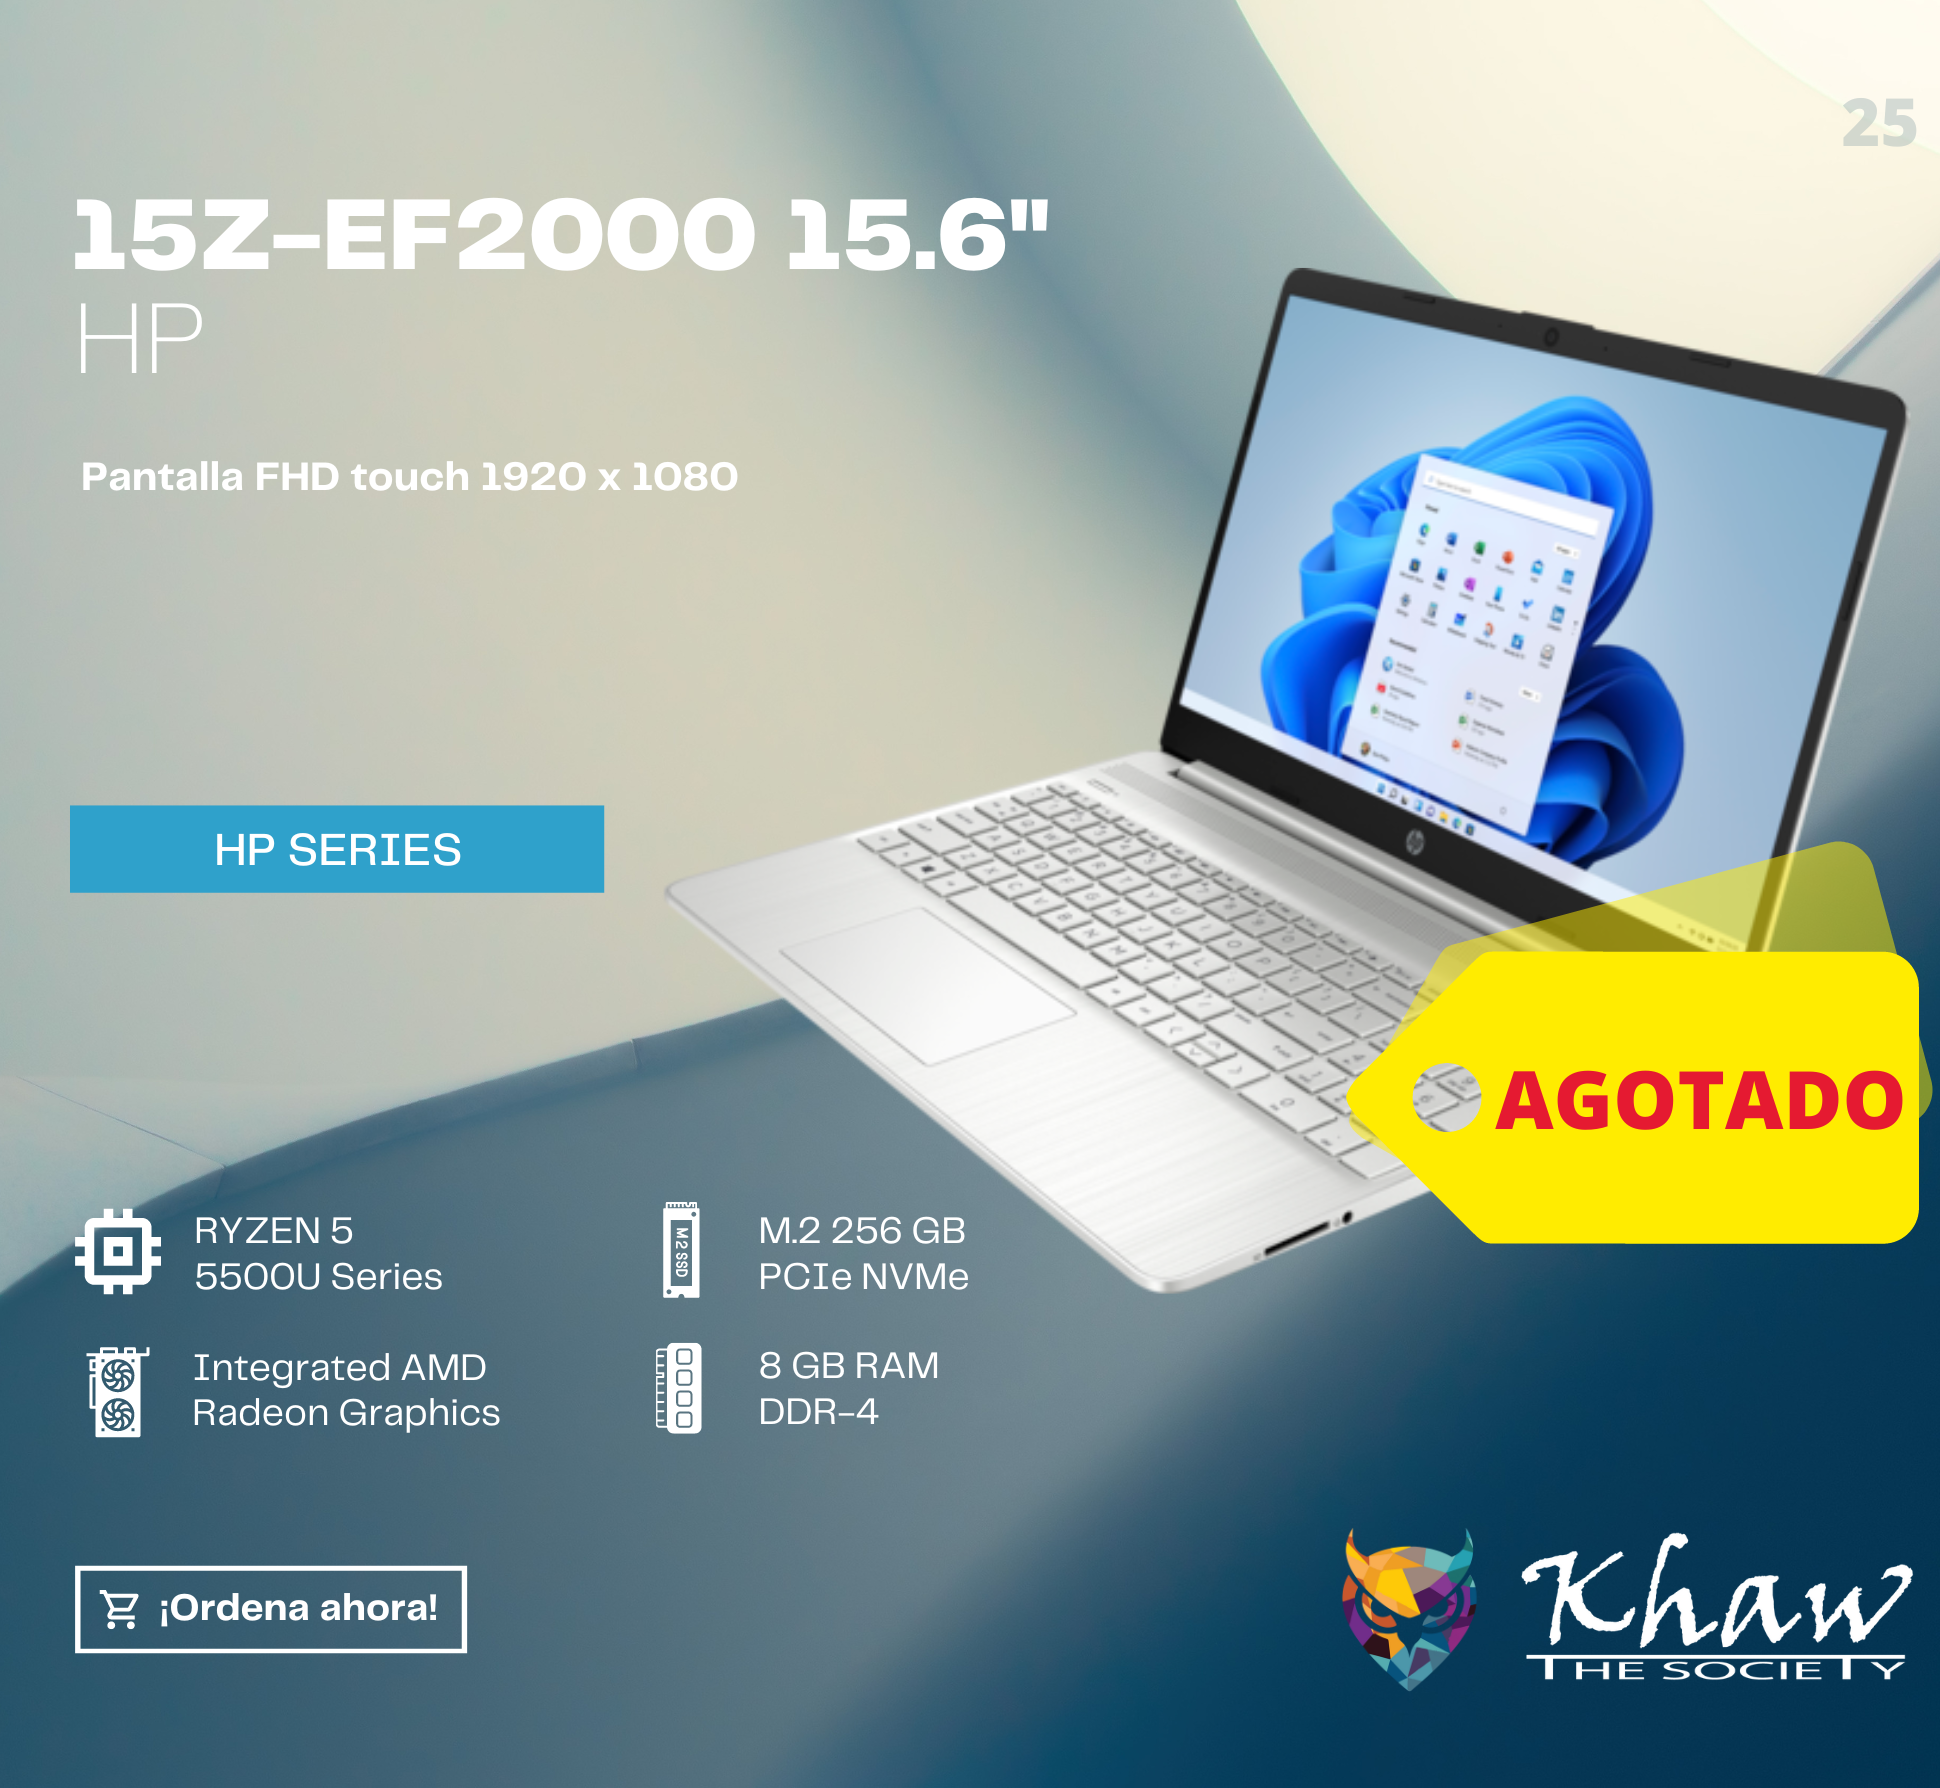 25
15Z-EF2000 15.6"
HP
Pantalla FHD touch 1920 x 1080
HP SERIES
AGOTADO
RYZEN 5
5500U Series
M.2 SSD
M.2 256 GB
PCIe NVMe
Integrated AMD
Radeon Graphics
8 GB RAM
DDR-4
¡Ordena ahora!
Khaw
THE SOCIETY